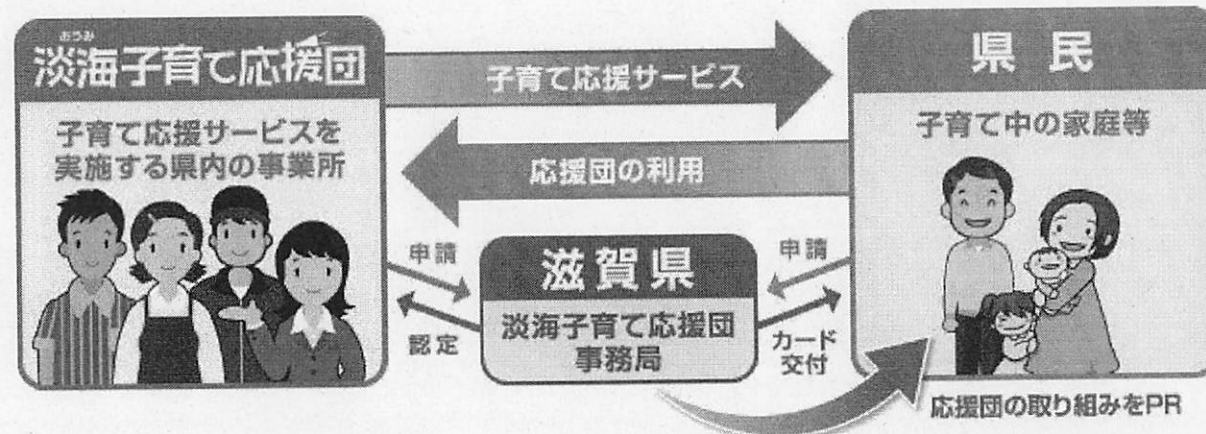 おうみ
淡海子育て応援団
子育て応援サービスを
実施する県内の事業所
子育て応援サービス
応援団の利用
県民
子育て中の家庭等
申請
認定
滋賀県
淡海子育て応援団
事務局
申請
カード
交付
応援団の取り組みをPR